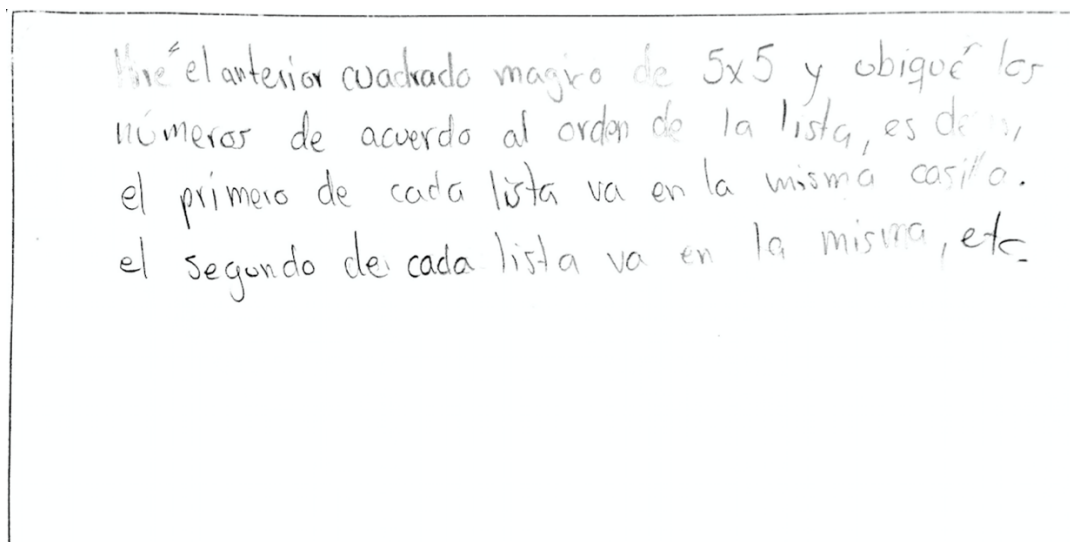 Miré el anterior cuadrado magico de 5x5 y ubiqué los
números de acuerdo al orden de la lista, es decir,
el primero de cada lista va en la misma casilla.
el segundo de cada lista va en la misma, etc.